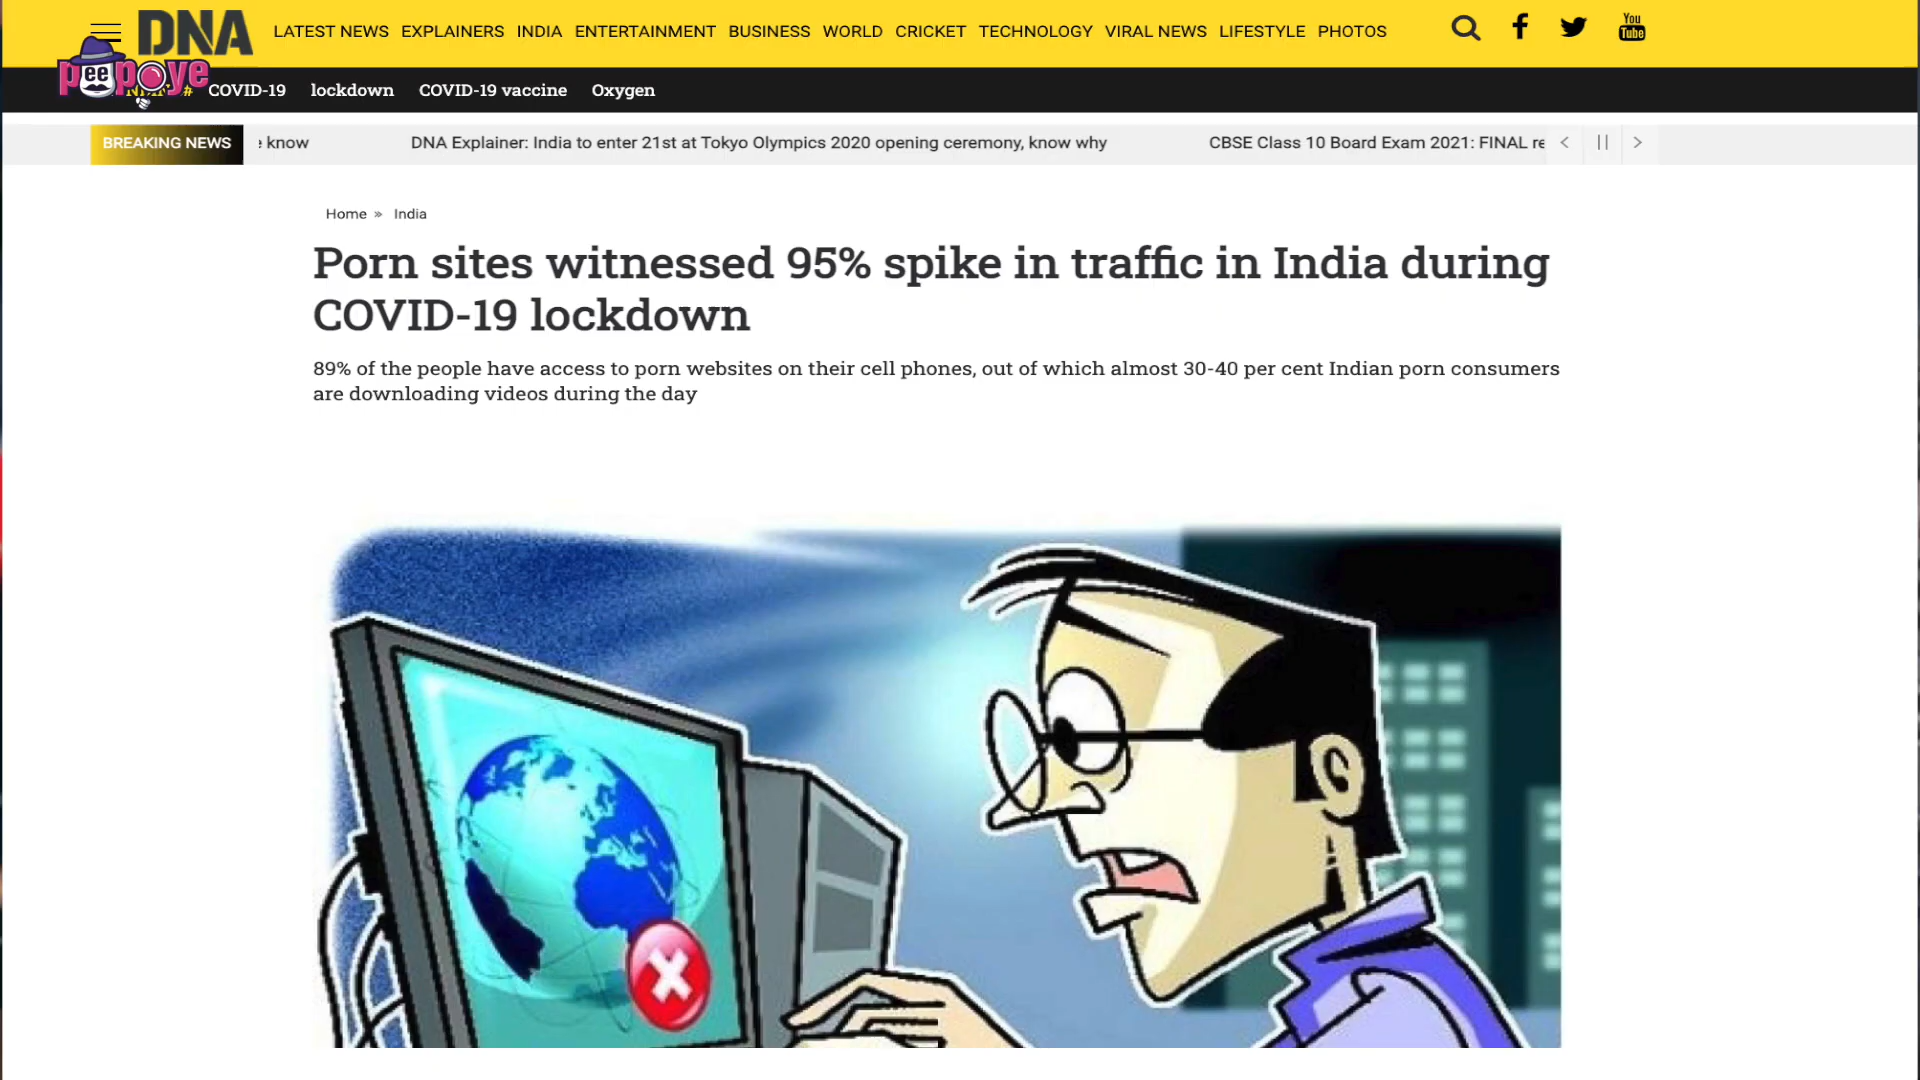 DNA
LATEST NEWS EXPLAINERS INDIA ENTERTAINMENT BUSINESS WORLD CRICKET TECHNOLOGY VIRAL NEWS LIFESTYLE PHOTOS
You
Tube
peepoye
# COVID-19 lockdown COVID-19 vaccine Oxygen
BREAKING NEWS know DNA Explainer: India to enter 21st at Tokyo Olympics 2020 opening ceremony, know why CBSE Class 10 Board Exam 2021: FINAL re
Home » India
Porn sites witnessed 95% spike in traffic in India during
COVID-19 lockdown
89% of the people have access to porn websites on their cell phones, out of which almost 30-40 per cent Indian porn consumers
are downloading videos during the day